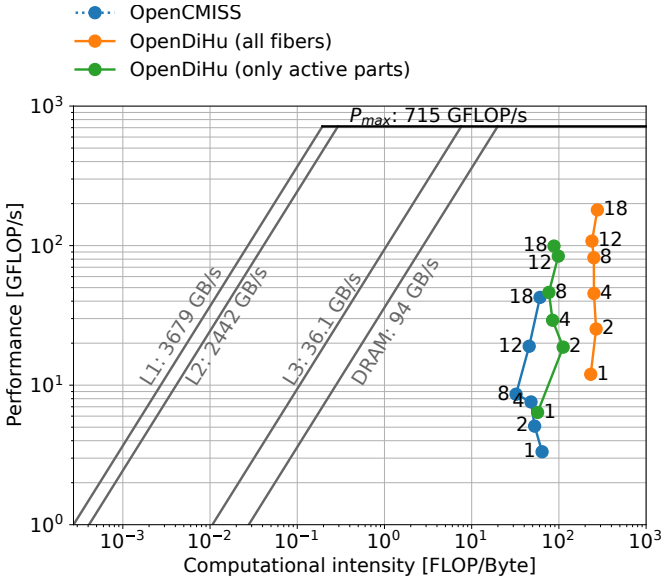 OpenCMISS
OpenDiHu (all fibers)
OpenDiHu (only active parts)
10³
P_max: 715 GFLOP/s
18
12
8
4
2
1
18
12
8
4
2
1
18
12
8
4
2
1
L1: 3679 GB/s
L2: 2442 GB/s
L3: 36.1 GB/s
DRAM: 94 GB/s
10²
10¹
10⁰
Performance [GFLOP/s]
10⁻³ 10⁻² 10⁻¹ 10⁰ 10¹ 10² 10³
Computational intensity [FLOP/Byte]